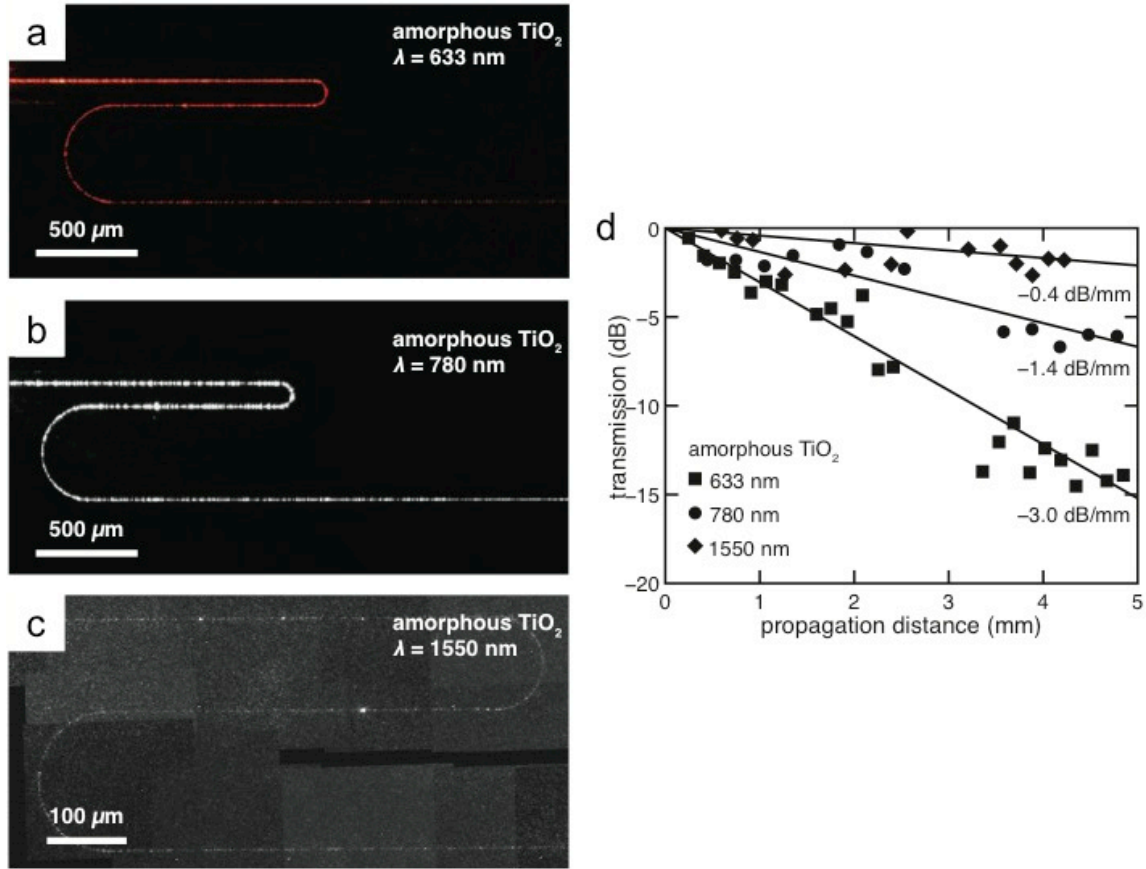 a
amorphous TiO₂
λ = 633 nm
500 μm
b
amorphous TiO₂
λ = 780 nm
500 μm
c
amorphous TiO₂
λ = 1550 nm
100 μm
d
transmission (dB)
0
−5
−10
−15
−20
−0.4 dB/mm
−1.4 dB/mm
−3.0 dB/mm
amorphous TiO₂
633 nm
780 nm
1550 nm
0 1 2 3 4 5
propagation distance (mm)